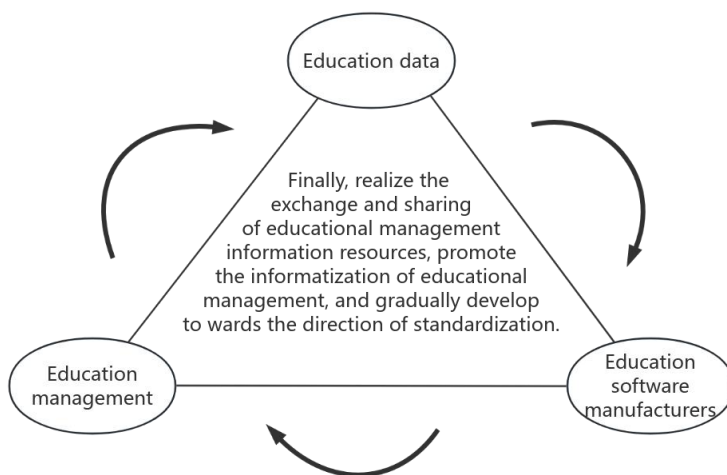 Education data
Finally, realize the
exchange and sharing
of educational management
information resources, promote
the informatization of educational
management, and gradually develop
to wards the direction of standardization.
Education
management
Education
software
manufacturers